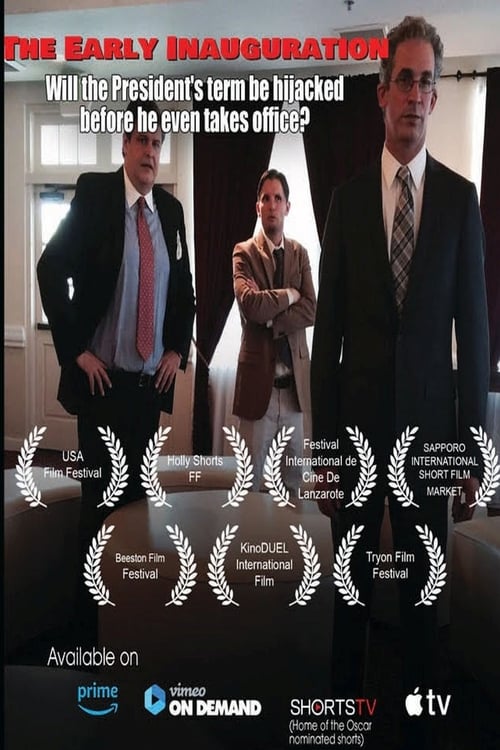 THE EARLY INAUGURATION
Will the President's term be hijacked
before he even takes office?
USA
Film Festival
Holly Shorts
FF
Festival
International de
Cine De
Lanzarote
SAPPORO
INTERNATIONAL
SHORT FILM
MARKET
Beeston Film
Festival
KinoDUEL
International
Film
Tryon Film
Festival
Available on
prime
vimeo
ON DEMAND
SHORTSTV
(Home of the Oscar
nominated shorts)
tv